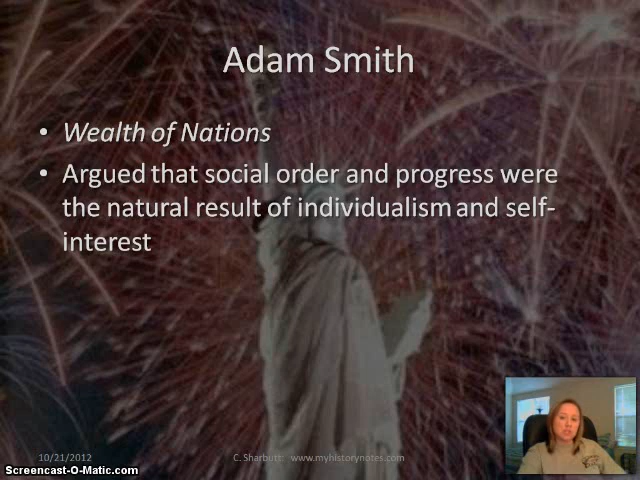 Adam Smith
• Wealth of Nations
• Argued that social order and progress were
the natural result of individualism and self-
interest
10/21/2012
C. Sharbutt: www.myhistorynotes.com
Screencast-O-Matic.com